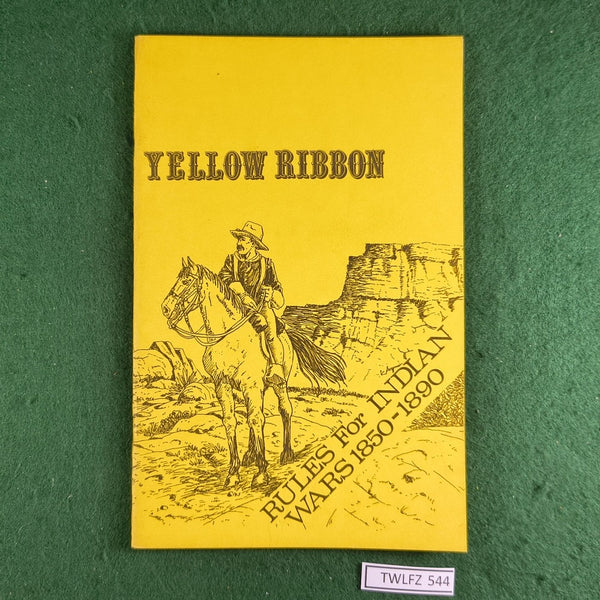 YELLOW RIBBON
RULES For INDIAN
WARS 1850-1890
TWLFZ 544